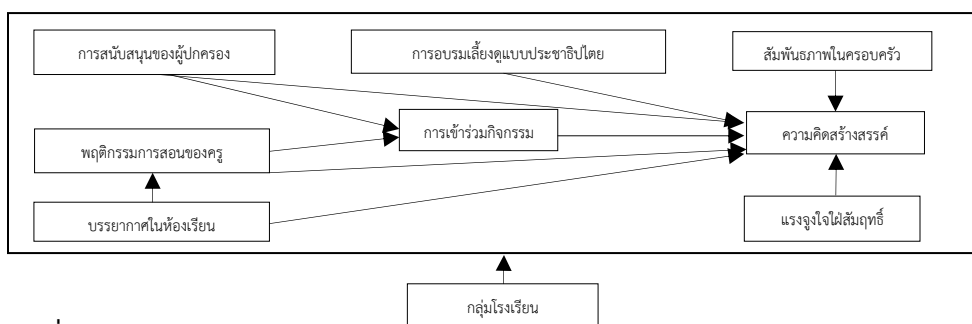 การสนับสนุนของผู้ปกครอง
การอบรมเลี้ยงดูแบบประชาธิปไตย
สัมพันธภาพในครอบครัว
การเข้าร่วมกิจกรรม
ความคิดสร้างสรรค์
พฤติกรรมการสอนของครู
บรรยากาศในห้องเรียน
แรงจูงใจใฝ่สัมฤทธิ์
กลุ่มโรงเรียน